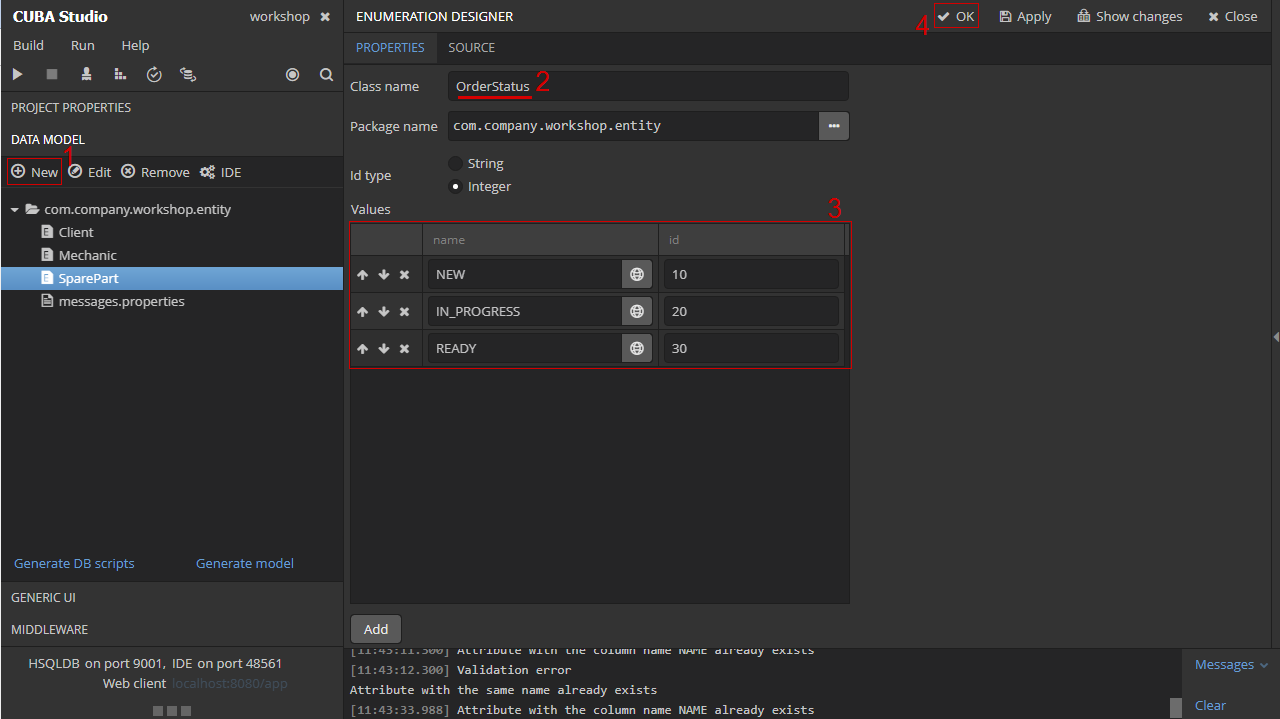 CUBA Studio workshop
Build Run Help
PROJECT PROPERTIES
DATA MODEL
1
New Edit Remove IDE
com.company.workshop.entity
Client
Mechanic
SparePart
messages.properties
Generate DB scripts Generate model
GENERIC UI
MIDDLEWARE
HSQLDB on port 9001, IDE on port 48561
Web client localhost:8080/app
ENUMERATION DESIGNER 4 OK Apply Show changes Close
PROPERTIES SOURCE
Class name OrderStatus 2
Package name com.company.workshop.entity
Id type String
Integer
Values 3
name id
NEW 10
IN_PROGRESS 20
READY 30
Add
[11:43:11.300] Attribute with the column name NAME already exists
[11:43:12.300] Validation error
Attribute with the same name already exists
[11:43:33.988] Attribute with the column name NAME already exists
Messages
Clear